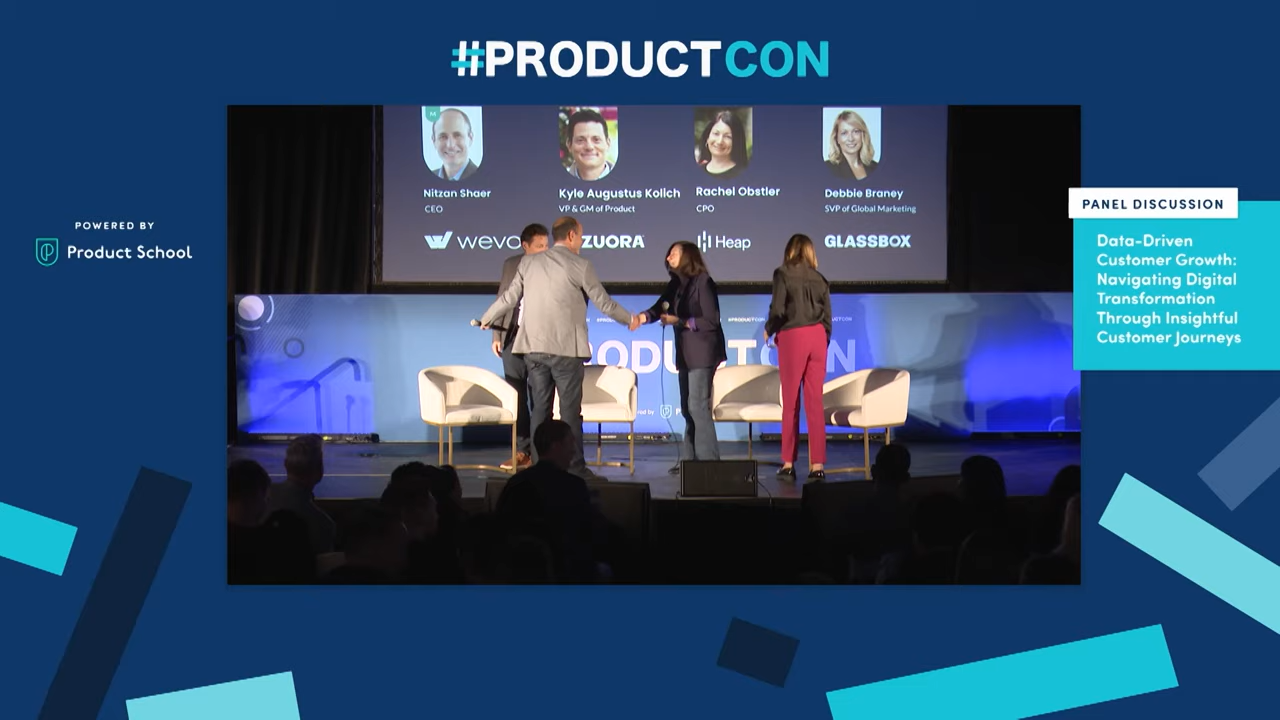 #PRODUCTCON
Nitzan Shaer
CEO
wevo
Kyle Augustus Kolich
VP & GM of Product
ZUORA
Rachel Obstler
CPO
Heap
Debbie Braney
SVP of Global Marketing
GLASSBOX
POWERED BY
Product School
PANEL DISCUSSION
Data-Driven
Customer Growth:
Navigating Digital
Transformation
Through Insightful
Customer Journeys